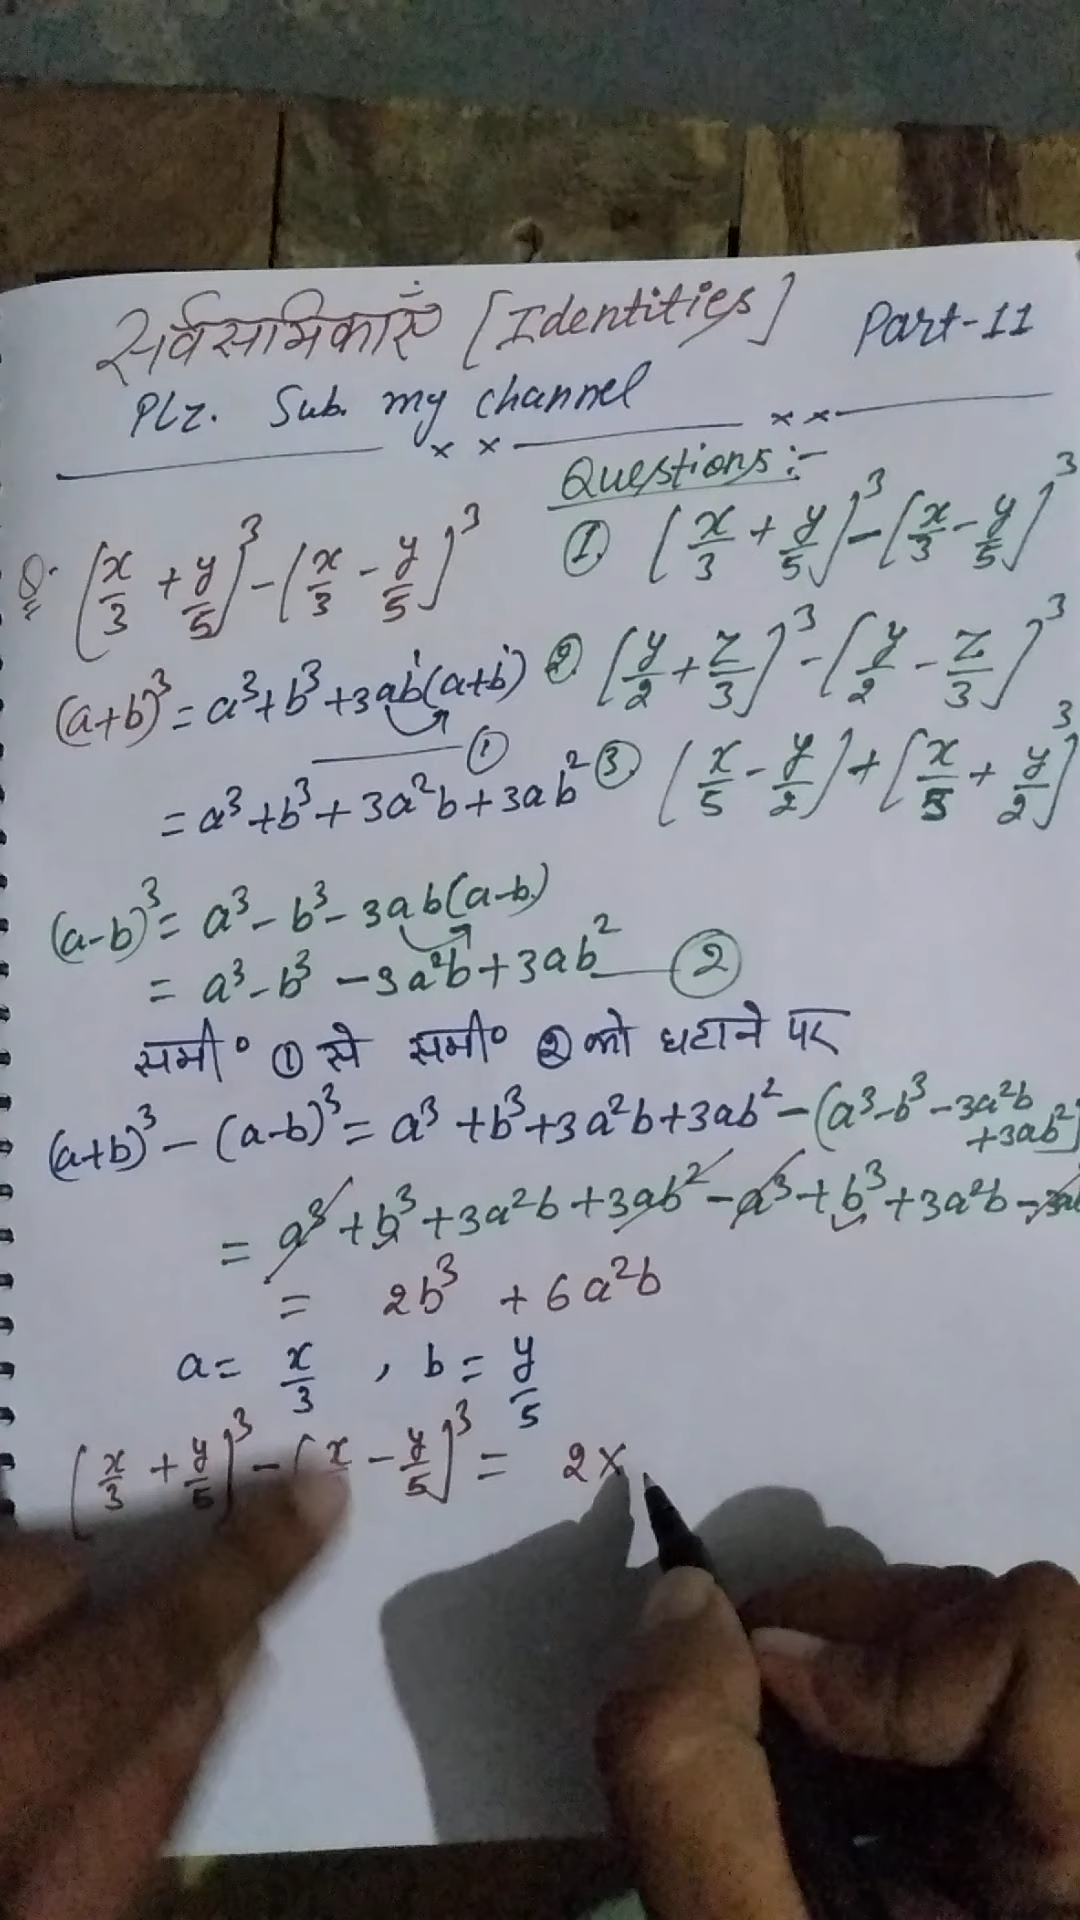 सर्वसमिकाएँ [Identities] Part-11
Plz. Sub. my channel
Questions:-
Q. [x/3 + y/5]³ - [x/3 - y/5]³
① [x/3 + y/5]³ - [x/3 - y/5]³
(a+b)³ = a³+b³+3ab(a+b)
② [y/2 + z/3]³ - [y/2 - z/3]³
①
= a³+b³+3a²b+3ab²
③ [x/5 - y/2] + [x/5 + y/2]³
(a-b)³ = a³-b³-3ab(a-b)
= a³-b³-3a²b+3ab² ②
समी° ① से समी° ② को घटाने पर
(a+b)³ - (a-b)³ = a³+b³+3a²b+3ab² - (a³-b³-3a²b
+3ab²)
= a³+b³+3a²b+3ab²-a³+b³+3a²b-3ab
= 2b³ + 6a²b
a = x/3 , b = y/5
[x/3 + y/5]³ - [x - y/5]³ = 2×